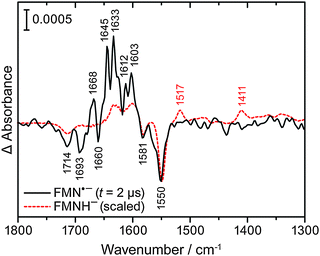 0.0005
1645
1633
1688
1612
1603
1517
1411
1714
1693
1660
1581
1550
Δ Absorbance
FMN•− (t = 2 µs)
FMNH− (scaled)
1800 1700 1600 1500 1400 1300
Wavenumber / cm-1